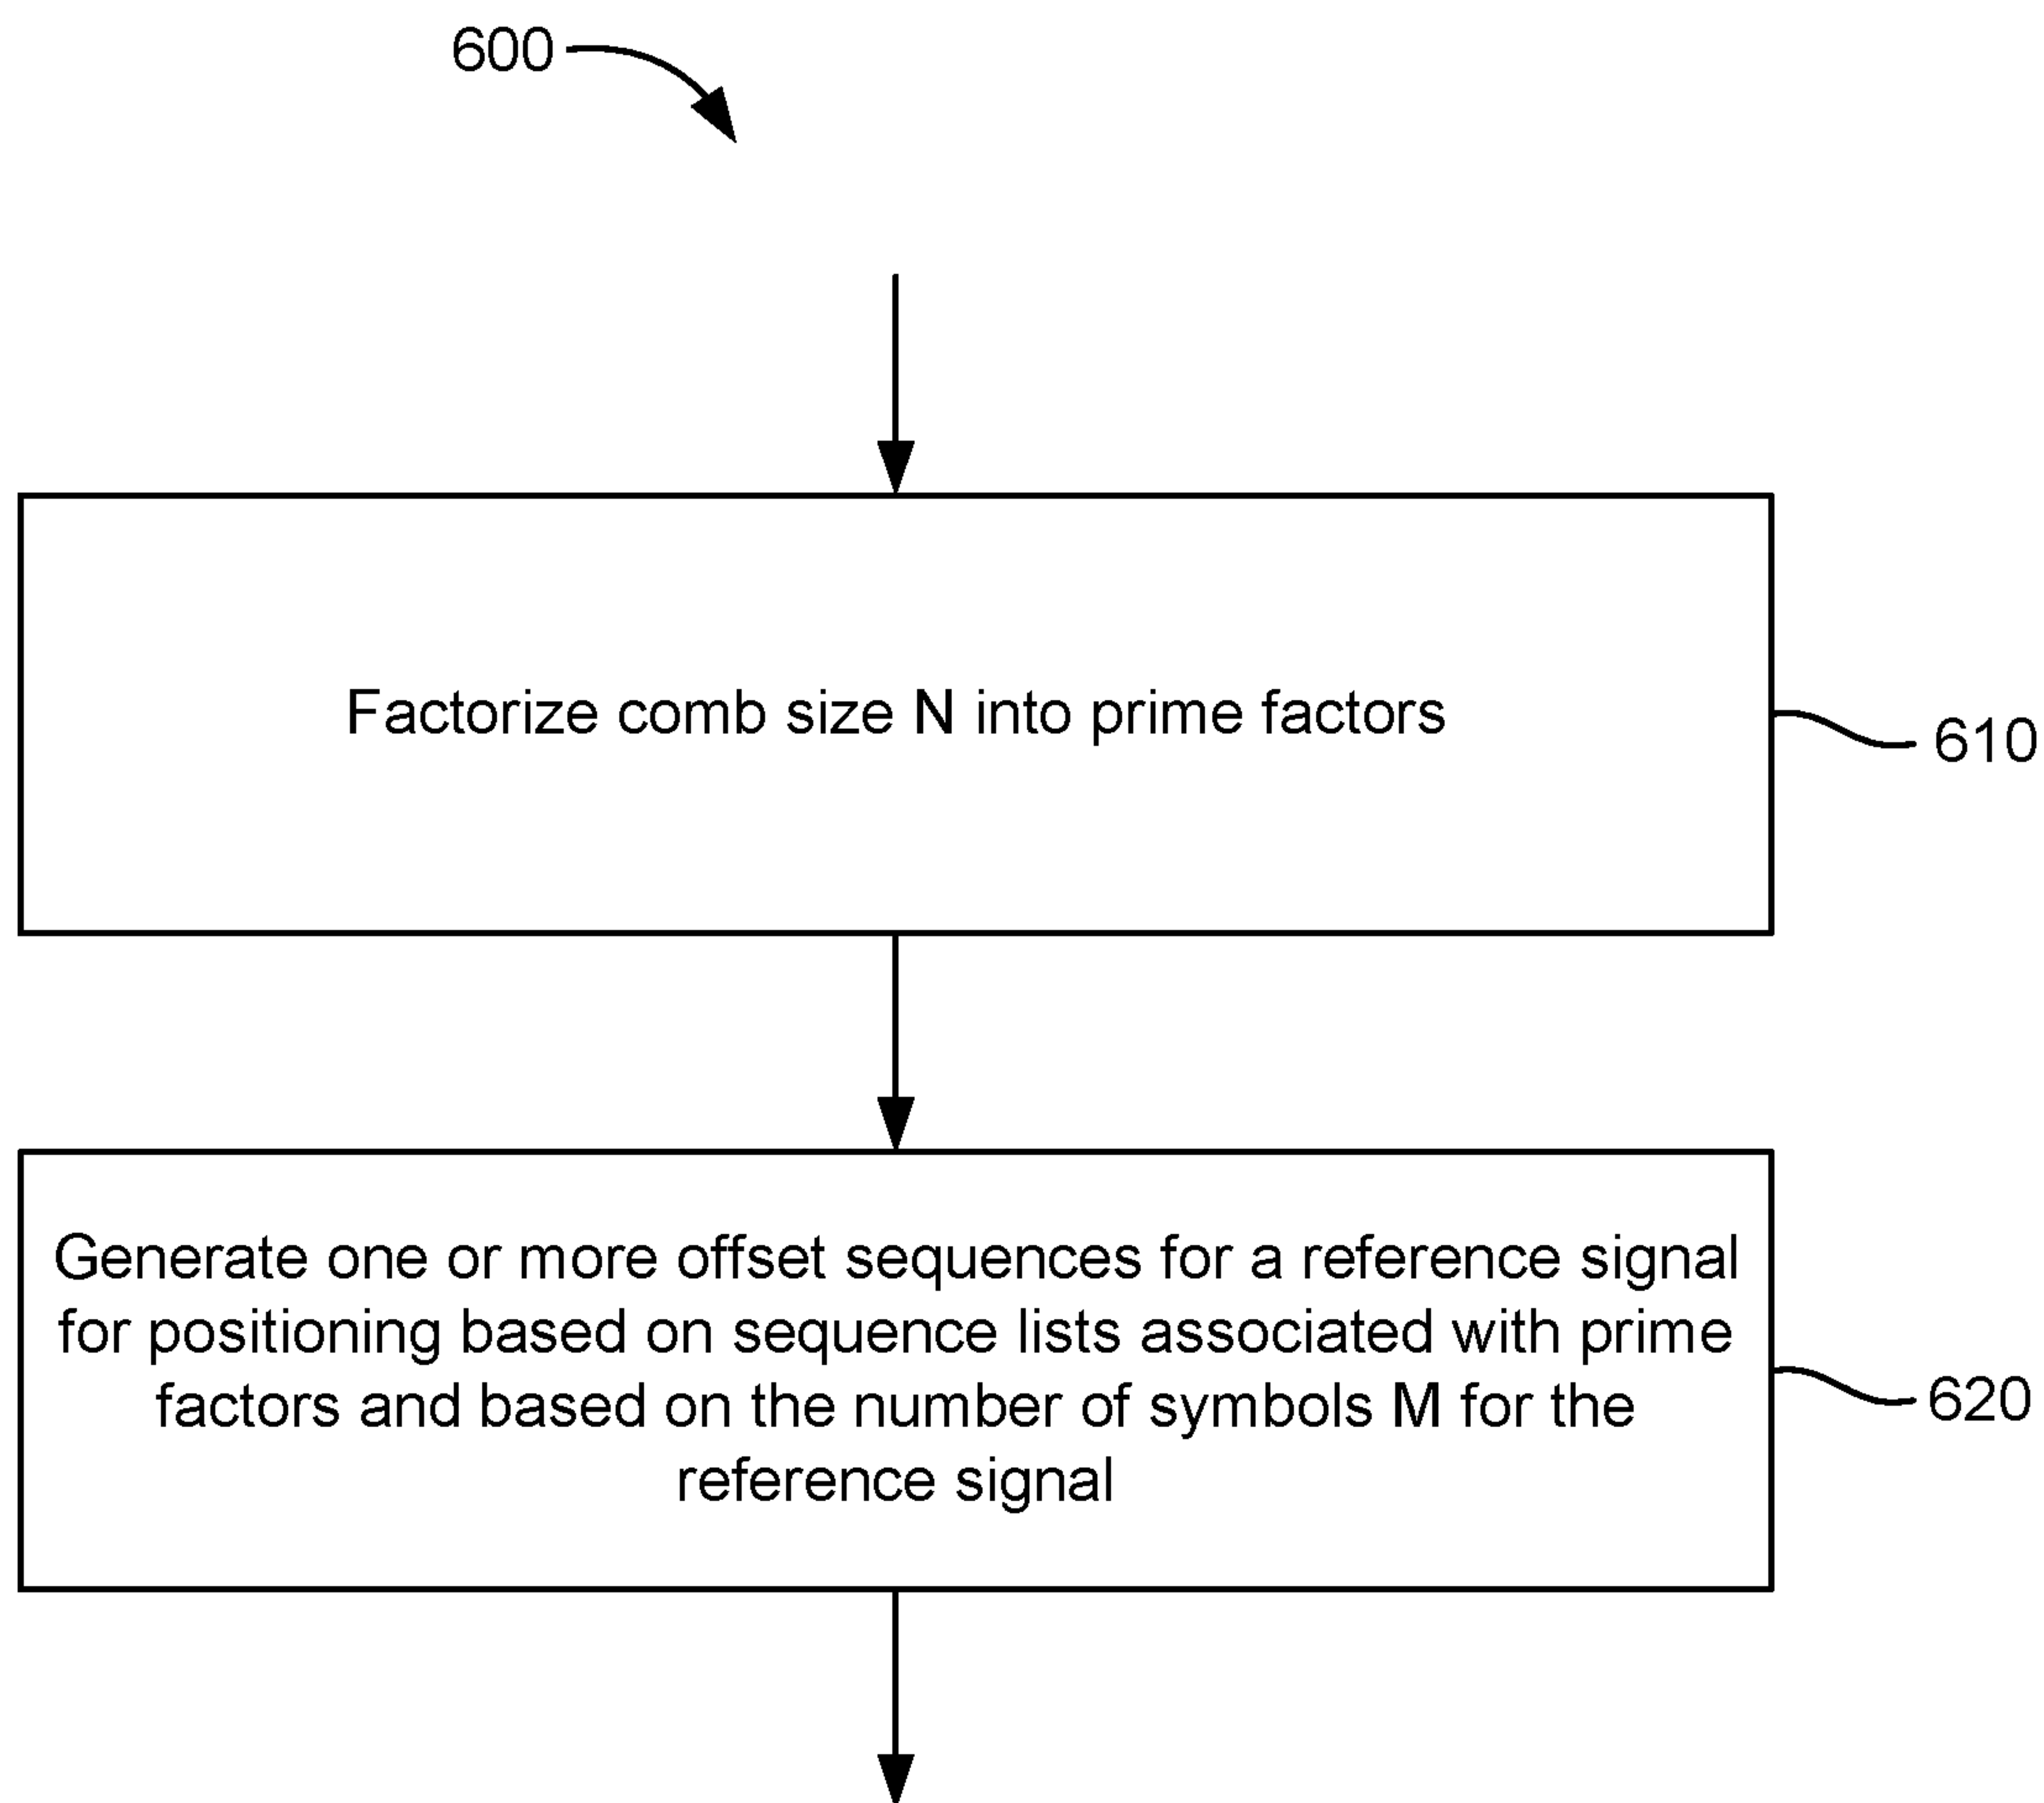 600
Factorize comb size N into prime factors
610
Generate one or more offset sequences for a reference signal
for positioning based on sequence lists associated with prime
factors and based on the number of symbols M for the
reference signal
620